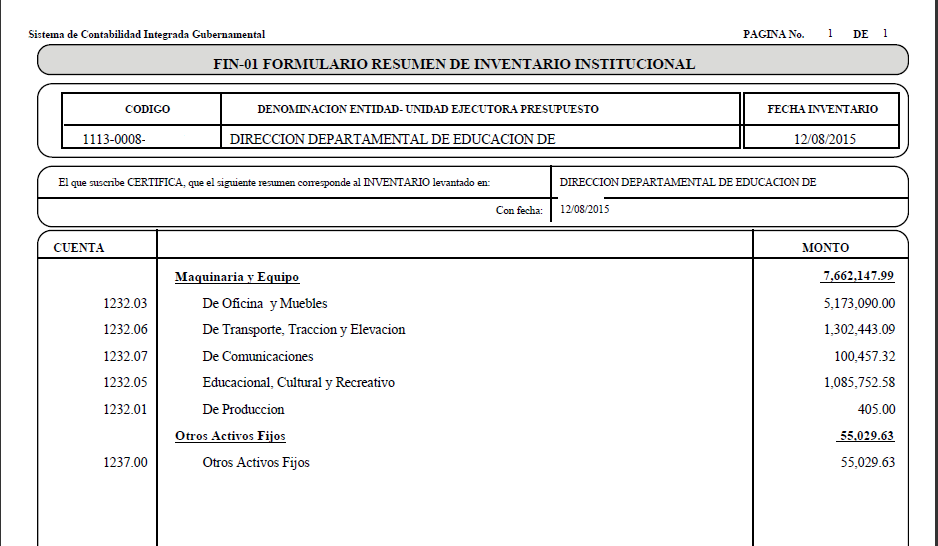 Sistema de Contabilidad Integrada Gubernamental PAGINA No. 1 DE 1
FIN-01 FORMULARIO RESUMEN DE INVENTARIO INSTITUCIONAL
CODIGO DENOMINACION ENTIDAD- UNIDAD EJECUTORA PRESUPUESTO FECHA INVENTARIO
1113-0008- DIRECCION DEPARTAMENTAL DE EDUCACION DE 12/08/2015
El que suscribe CERTIFICA, que el siguiente resumen corresponde al INVENTARIO levantado en: DIRECCION DEPARTAMENTAL DE EDUCACION DE
Con fecha: 12/08/2015
CUENTA MONTO
Maquinaria y Equipo 7,662,147.99
1232.03 De Oficina y Muebles 5,173,090.00
1232.06 De Transporte, Traccion y Elevacion 1,302,443.09
1232.07 De Comunicaciones 100,457.32
1232.05 Educacional, Cultural y Recreativo 1,085,752.58
1232.01 De Produccion 405.00
Otros Activos Fijos 55,029.63
1237.00 Otros Activos Fijos 55,029.63